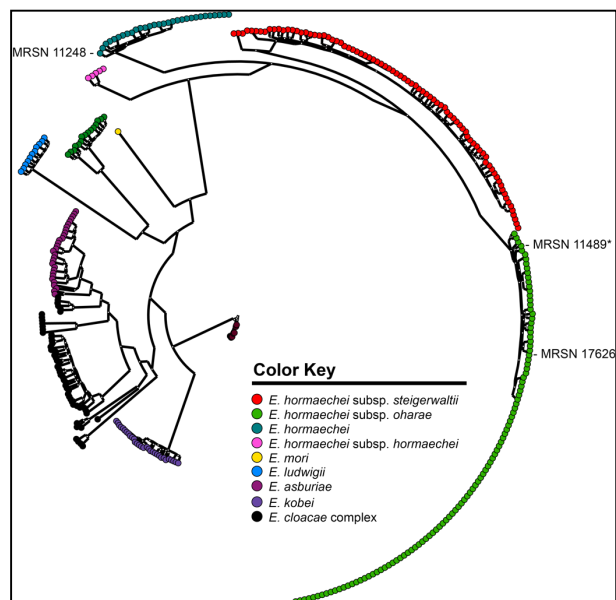 MRSN 11248 -
- MRSN 11489*
- MRSN 17626
Color Key
E. hormaechei subsp. steigerwaltii
E. hormaechei subsp. oharae
E. hormaechei
E. hormaechei subsp. hormaechei
E. mori
E. ludwigii
E. asburiae
E. kobei
E. cloacae complex